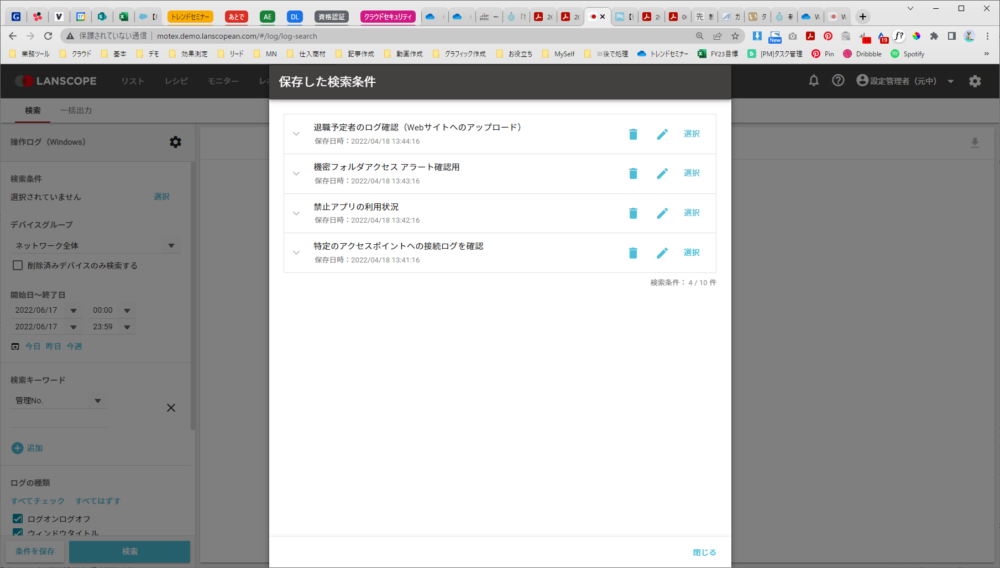 トレンドセミナー
あとで
AE
DL
資格認証
クラウドセキュリティ
保護されていない通信
motex.demo.lanscopean.com/#/log/log-search
New
14
19
f?
業務ツール
クラウド
基本
デモ
効果測定
リード
MN
仕入商材
記事作成
動画作成
グラフィック作成
お役立ち
MySelf
※後で処理
トレンドセミナー
FY23目標
[PM]タスク管理
Pin
Dribbble
Spotify
»
LANSCOPE
リスト
レシピ
モニター
保存した検索条件
設定管理者（元中）
検索
一括出力
操作ログ（Windows）
検索条件
選択されていません
選択
デバイスグループ
ネットワーク全体
削除済みデバイスのみ検索する
開始日～終了日
2022/06/17
00:00
2022/06/17
23:59
今日
昨日
今週
検索キーワード
管理No.
追加
ログの種類
すべてチェック
すべてはずす
ログオンログオフ
ウィンドウタイトル
条件を保存
検索
退職予定者のログ確認（Webサイトへのアップロード）
保存日時：2022/04/18 13:44:16
選択
機密フォルダアクセス アラート確認用
保存日時：2022/04/18 13:43:16
選択
禁止アプリの利用状況
保存日時：2022/04/18 13:42:16
選択
特定のアクセスポイントへの接続ログを確認
保存日時：2022/04/18 13:41:16
選択
検索条件： 4 / 10 件
閉じる